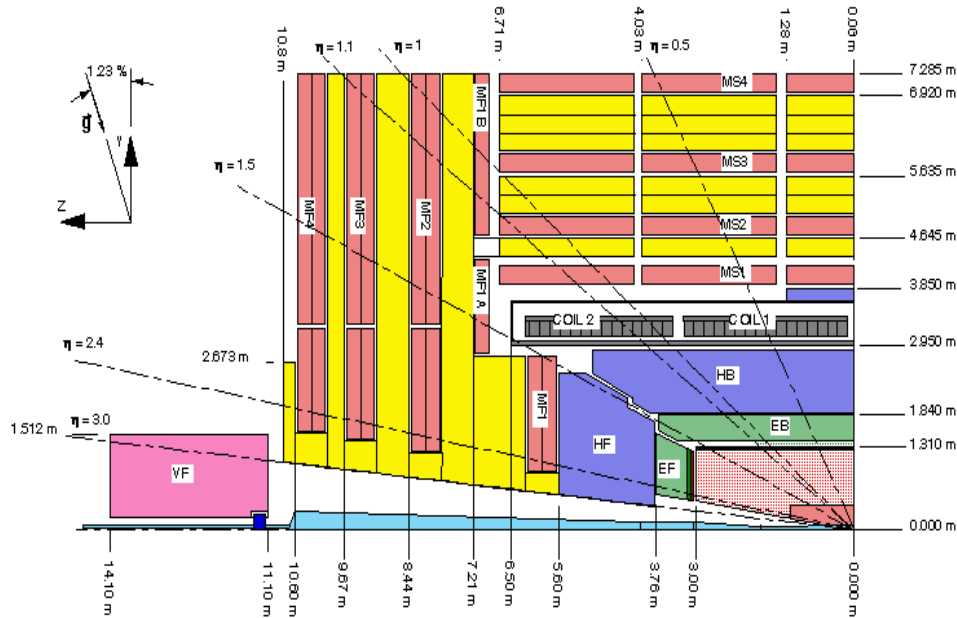 10.8 m
η = 1.1
η = 1
6.71 m
4.03 m
η = 0.5
1.28 m
0.06 m
1.23 %
g
Y
Z
7.285 m
6.920 m
5.635 m
4.645 m
3.850 m
2.950 m
1.840 m
1.310 m
0.000 m
MS4
MS3
MS2
MS1
MF1 B
MF1 A
MF4
MF3
MF2
MF1
η = 1.5
η = 2.4
2.673 m
η = 3.0
1.512 m
COIL 2
COIL 1
HB
EB
HF
EF
VF
14.10 m
11.10 m
10.60 m
9.67 m
8.44 m
7.21 m
6.50 m
5.60 m
3.76 m
3.00 m
0.000 m